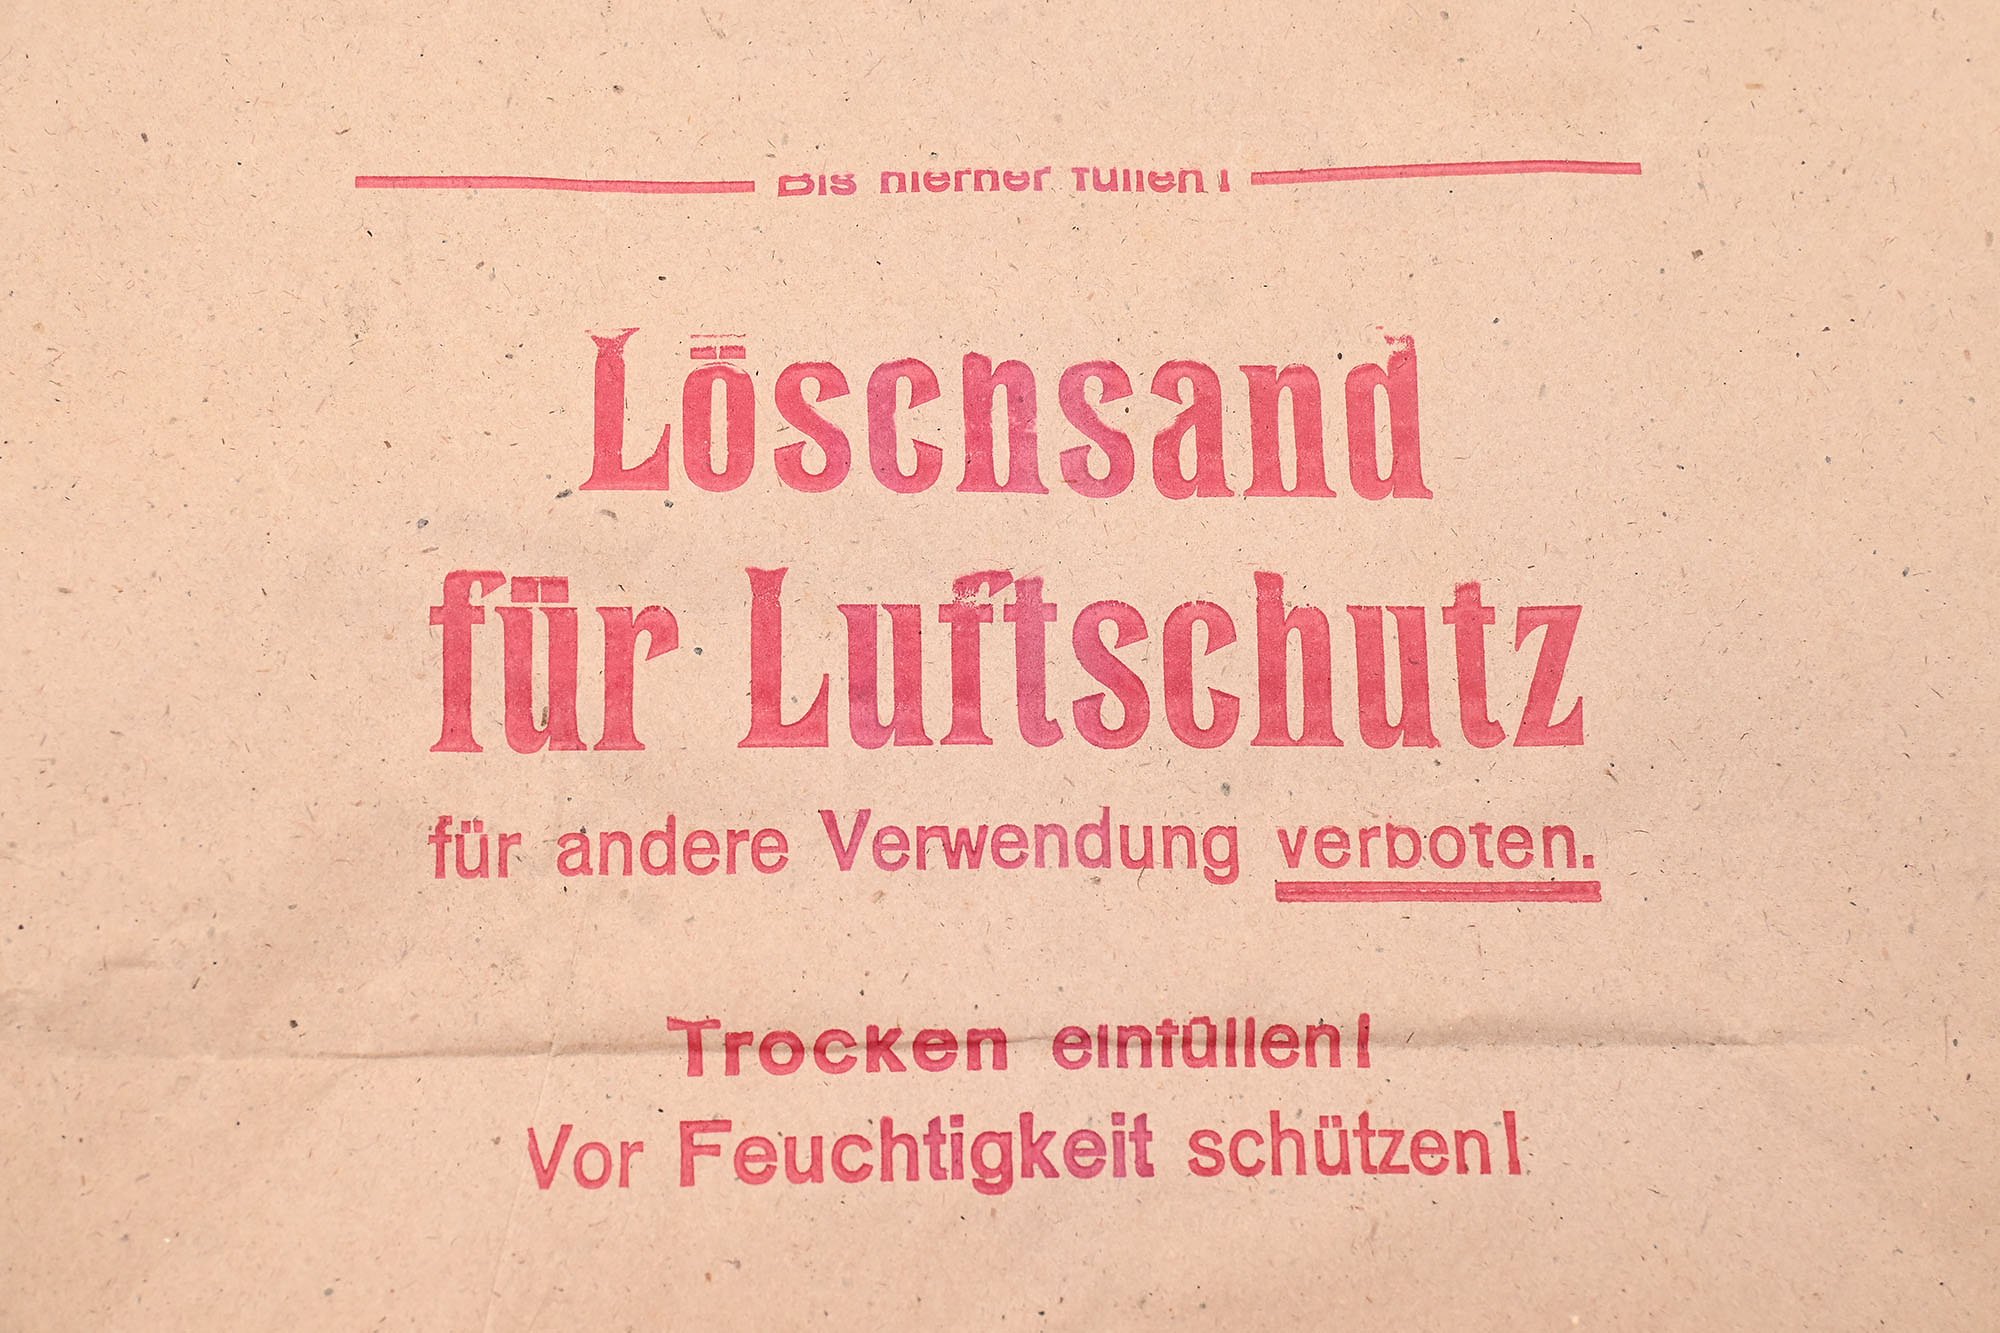 Bis hierher füllen!
Löschsand
für Luftschutz
für andere Verwendung verboten.
Trocken einfüllen!
Vor Feuchtigkeit schützen!